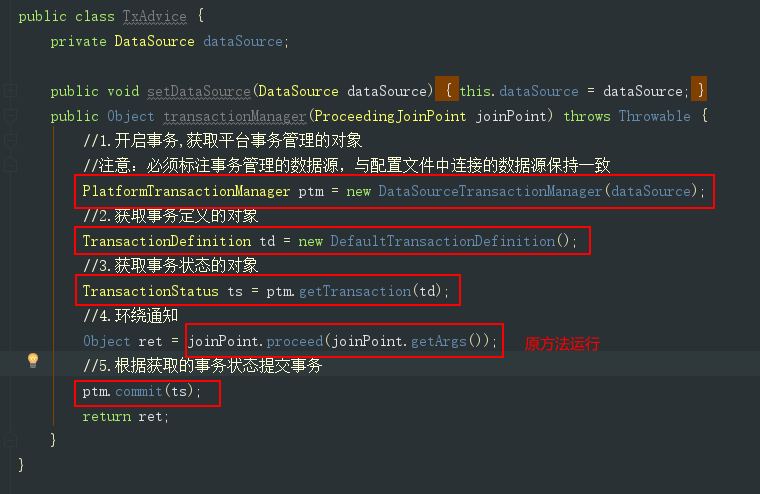 public class TxAdvice {
private DataSource dataSource;
public void setDataSource(DataSource dataSource) { this.dataSource = dataSource; }
public Object transactionManager(ProceedingJoinPoint joinPoint) throws Throwable {
//1.开启事务,获取平台事务管理的对象
//注意：必须标注事务管理的数据源，与配置文件中连接的数据源保持一致
PlatformTransactionManager ptm = new DataSourceTransactionManager(dataSource);
//2.获取事务定义的对象
TransactionDefinition td = new DefaultTransactionDefinition();
//3.获取事务状态的对象
TransactionStatus ts = ptm.getTransaction(td);
//4.环绕通知
Object ret = joinPoint.proceed(joinPoint.getArgs()); 原方法运行
//5.根据获取的事务状态提交事务
ptm.commit(ts);
return ret;
}
}